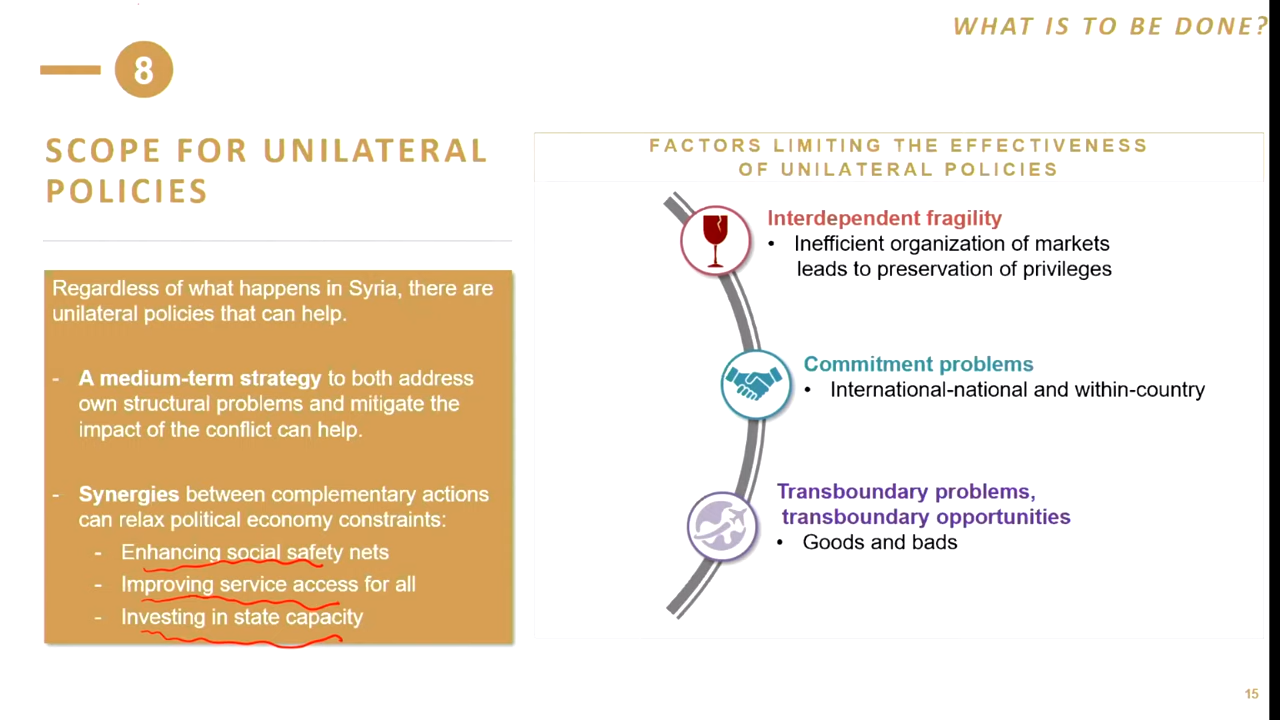 WHAT IS TO BE DONE?
8
SCOPE FOR UNILATERAL
POLICIES
Regardless of what happens in Syria, there are
unilateral policies that can help.
- A medium-term strategy to both address
own structural problems and mitigate the
impact of the conflict can help.
- Synergies between complementary actions
can relax political economy constraints:
- Enhancing social safety nets
- Improving service access for all
- Investing in state capacity
FACTORS LIMITING THE EFFECTIVENESS
OF UNILATERAL POLICIES
Interdependent fragility
• Inefficient organization of markets
leads to preservation of privileges
Commitment problems
• International-national and within-country
Transboundary problems,
transboundary opportunities
• Goods and bads
15